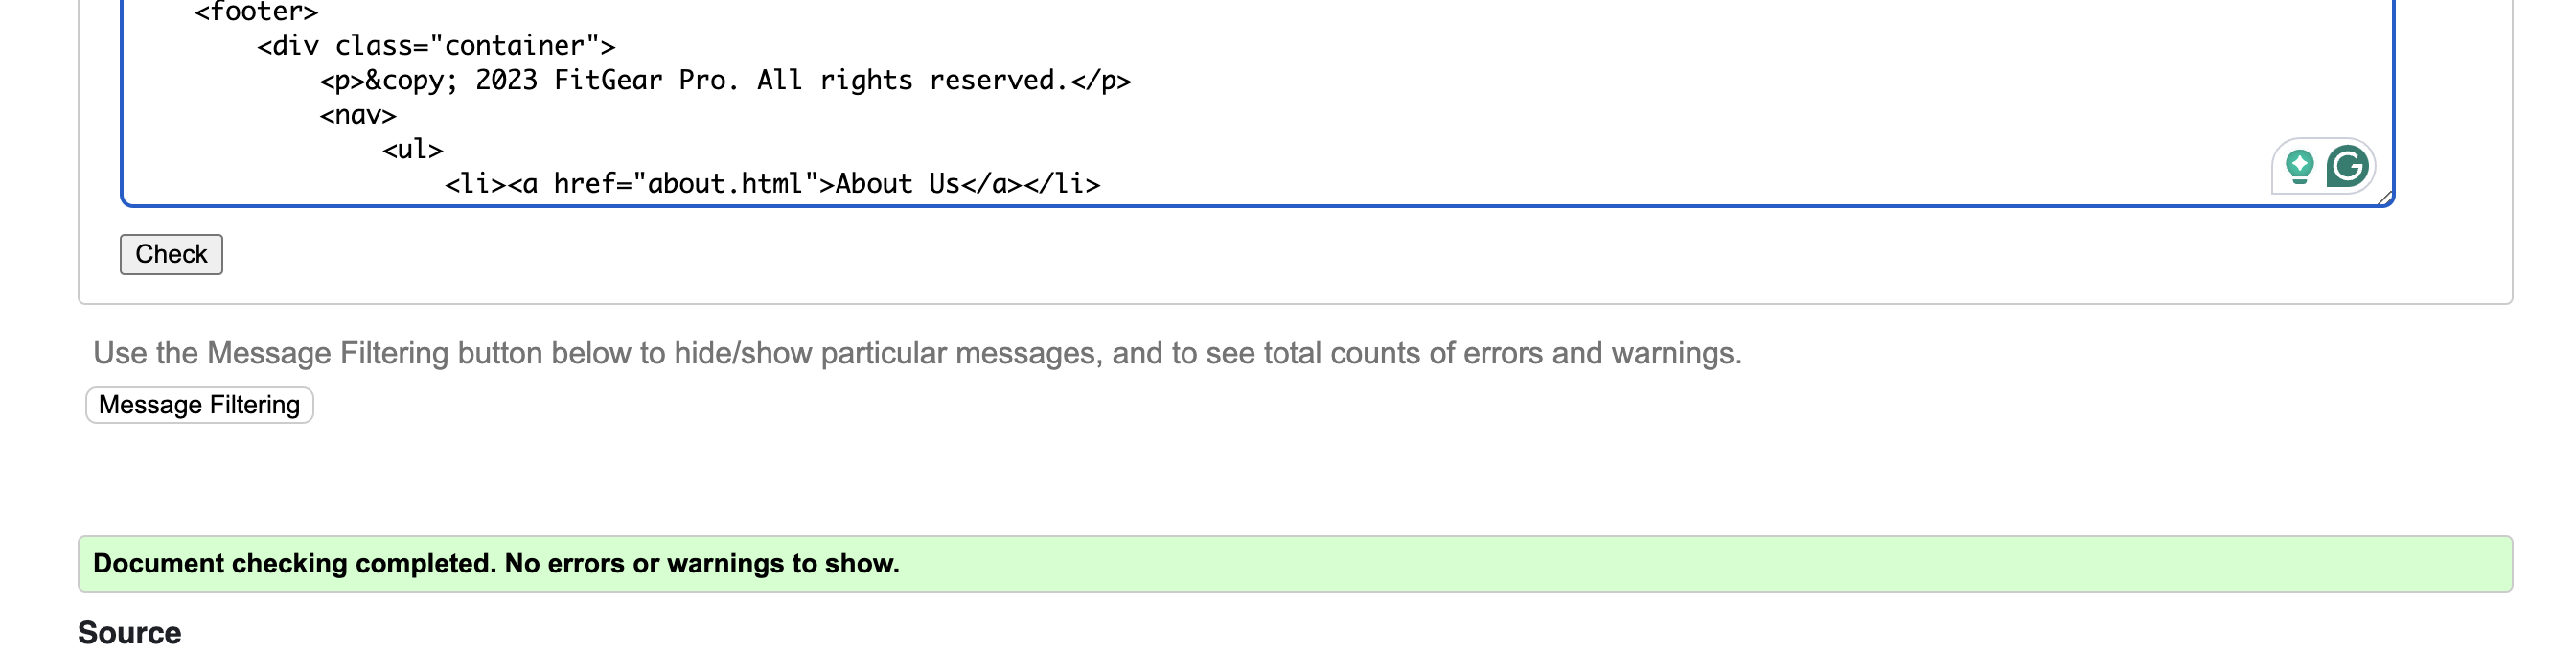 <footer>
<div class="container">
<p>&copy; 2023 FitGear Pro. All rights reserved.</p>
<nav>
<ul>
<li><a href="about.html">About Us</a></li>
Check
Use the Message Filtering button below to hide/show particular messages, and to see total counts of errors and warnings.
Message Filtering
Document checking completed. No errors or warnings to show.
Source